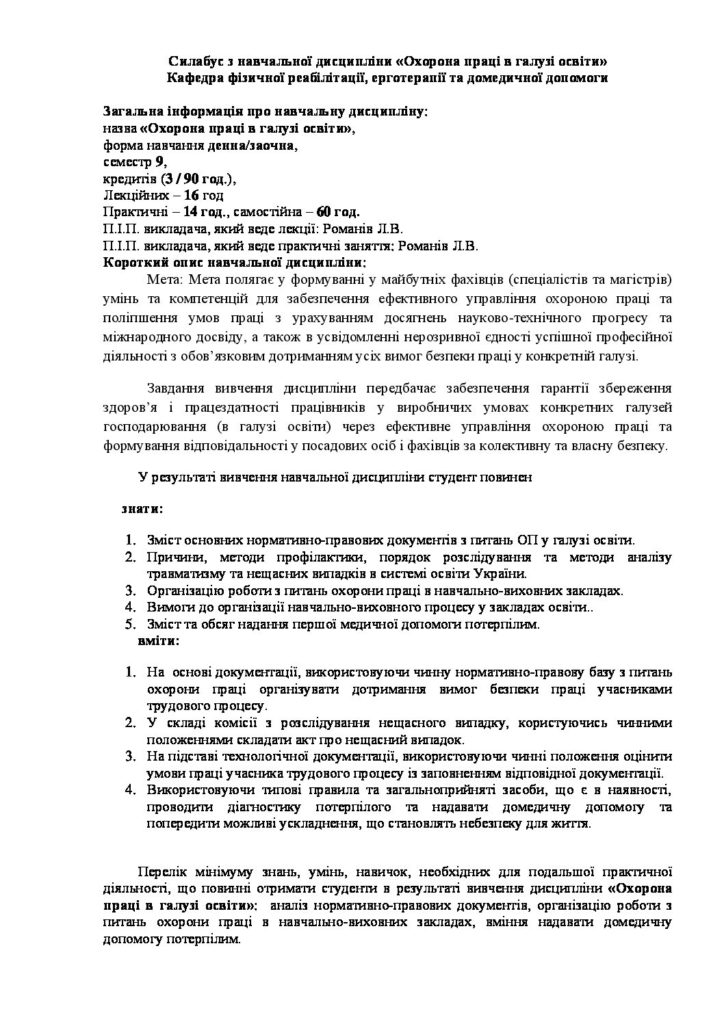 Силабус з навчальної дисципліни «Охорона праці в галузі освіти»
Кафедра фізичної реабілітації, ерготерапії та домедичної допомоги
Загальна інформація про навчальну дисципліну:
назва «Охорона праці в галузі освіти»,
форма навчання денна/заочна,
семестр 9,
кредитів (3 / 90 год.),
Лекційних – 16 год
Практичні – 14 год., самостійна – 60 год.
П.І.П. викладача, який веде лекції: Романів Л.В.
П.І.П. викладача, який веде практичні заняття: Романів Л.В.
Короткий опис навчальної дисципліни:
Мета: Мета полягає у формуванні у майбутніх фахівців (спеціалістів та магістрів)
умінь та компетенцій для забезпечення ефективного управління охороною праці та
поліпшення умов праці з урахуванням досягнень науково-технічного прогресу та
міжнародного досвіду, а також в усвідомленні нерозривної єдності успішної професійної
діяльності з обов’язковим дотриманням усіх вимог безпеки праці у конкретній галузі.
Завдання вивчення дисципліни передбачає забезпечення гарантії збереження
здоров’я і працездатності працівників у виробничих умовах конкретних галузей
господарювання (в галузі освіти) через ефективне управління охороною праці та
формування відповідальності у посадових осіб і фахівців за колективну та власну безпеку.
У результаті вивчення навчальної дисципліни студент повинен
знати:
1. Зміст основних нормативно-правових документів з питань ОП у галузі освіти.
2. Причини, методи профілактики, порядок розслідування та методи аналізу
травматизму та нещасних випадків в системі освіти України.
3. Організацію роботи з питань охорони праці в навчально-виховних закладах.
4. Вимоги до організації навчально-виховного процесу у закладах освіти..
5. Зміст та обсяг надання першої медичної допомоги потерпілим.
вміти:
1. На основі документації, використовуючи чинну нормативно-правову базу з питань
охорони праці організувати дотримання вимог безпеки праці учасниками
трудового процесу.
2. У складі комісії з розслідування нещасного випадку, користуючись чинними
положеннями складати акт про нещасний випадок.
3. На підставі технологічної документації, використовуючи чинні положення оцінити
умови праці учасника трудового процесу із заповненням відповідної документації.
4. Використовуючи типові правила та загальноприйняті засоби, що є в наявності,
проводити діагностику потерпілого та надавати домедичну допомогу та
попередити можливі ускладнення, що становлять небезпеку для життя.
Перелік мінімуму знань, умінь, навичок, необхідних для подальшої практичної
діяльності, що повинні отримати студенти в результаті вивчення дисципліни «Охорона
праці в галузі освіти»: аналіз нормативно-правових документів, організацію роботи з
питань охорони праці в навчально-виховних закладах, вміння надавати домедичну
допомогу потерпілим.